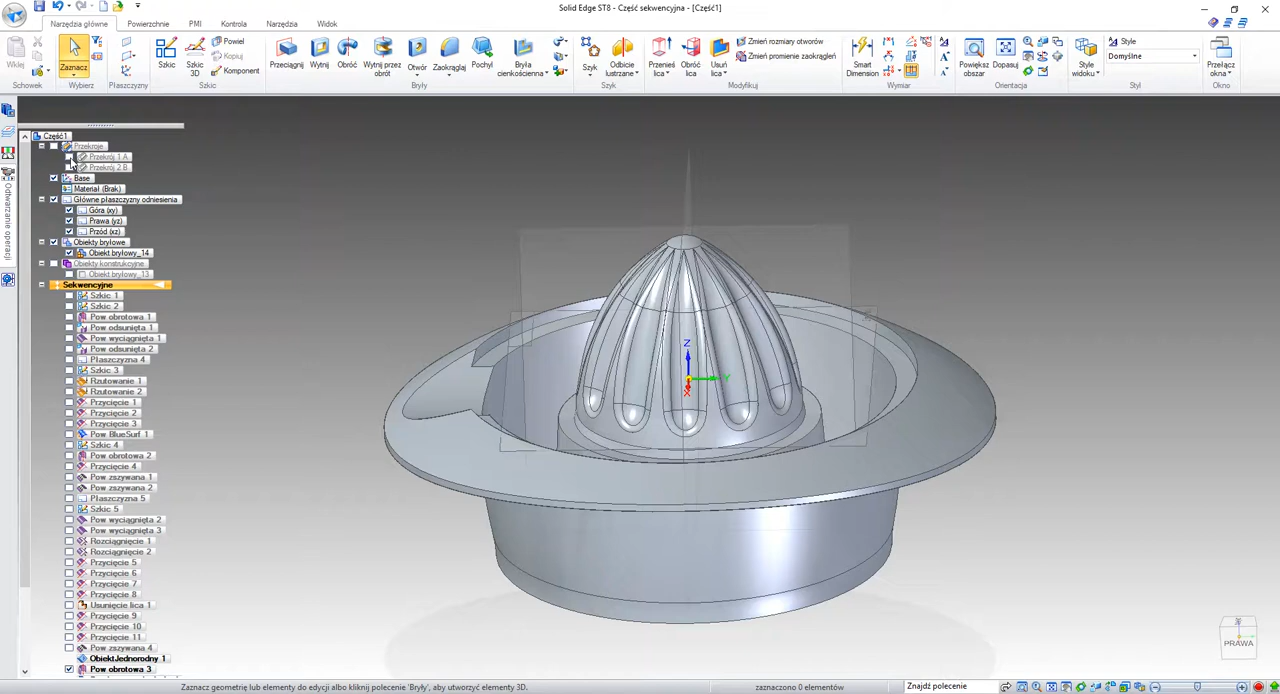 Solid Edge ST8 - Część sekwencyjna - [Część1]
Narzędzia główne Powierzchnie PMI Kontrola Narzędzia Widok
Wklej
Schowek
Zaznacz
Wybierz
Płaszczyzny
Szkic
Szkic 3D
Powiel
Kopiuj
Komponent
Szkic
Przeciągnij
Wytnij
Obróć
Wytnij przez obrót
Otwór
Zaokrąglaj
Pochyl
Bryła cienkościenna
Bryły
Szyk
Odbicie lustrzane
Szyk
Przenieś lica
Obróć lica
Usuń lica
Zmień rozmiary otworów
Zmień promienie zaokrągleń
Modyfikuj
Smart Dimension
Wymiar
Powiększ obszar
Dopasuj
Orientacja
Style widoku
Style
Domyślne
Styl
Przełącz okna
Okno
Odtwarzanie operacji
Część1
Przekroje
Przekrój 1 A
Przekrój 2 B
Base
Materiał (Brak)
Główne płaszczyzny odniesienia
Góra (xy)
Prawa (yz)
Przód (xz)
Obiekty bryłowe
Obiekt bryłowy_14
Obiekty konstrukcyjne
Obiekt bryłowy_13
Sekwencyjne
Szkic 1
Szkic 2
Pow obrotowa 1
Pow odsunięta 1
Pow wyciągnięta 1
Pow odsunięta 2
Płaszczyzna 4
Szkic 3
Rzutowanie 1
Rzutowanie 2
Przycięcie 1
Przycięcie 2
Przycięcie 3
Pow BlueSurf 1
Szkic 4
Pow obrotowa 2
Przycięcie 4
Pow zszywana 1
Pow zszywana 2
Płaszczyzna 5
Szkic 5
Pow wyciągnięta 2
Pow wyciągnięta 3
Rozciągnięcie 1
Rozciągnięcie 2
Przycięcie 5
Przycięcie 6
Przycięcie 7
Przycięcie 8
Usunięcie lica 1
Przycięcie 9
Przycięcie 10
Przycięcie 11
Pow zszywana 4
ObiektJednorodny 1
Pow obrotowa 3
Z
Y
X
PRAWA
Zaznacz geometrię lub elementy do edycji albo kliknij polecenie 'Bryły', aby utworzyć elementy 3D.
zaznaczono 0 elementów
Znajdź polecenie